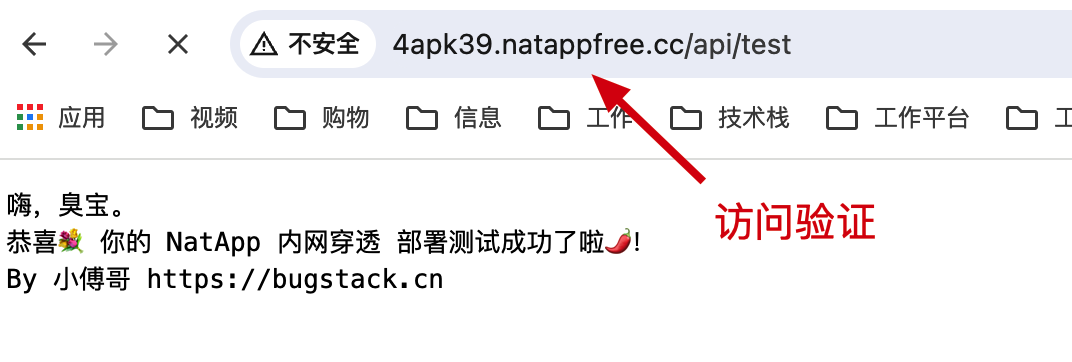 不安全 4apk39.natappfree.cc/api/test
应用 视频 购物 信息 工作 技术栈 工作平台 工
嗨，臭宝。
恭喜💐 你的 NatApp 内网穿透 部署测试成功了啦🌶️！
By 小傅哥 https://bugstack.cn
访问验证